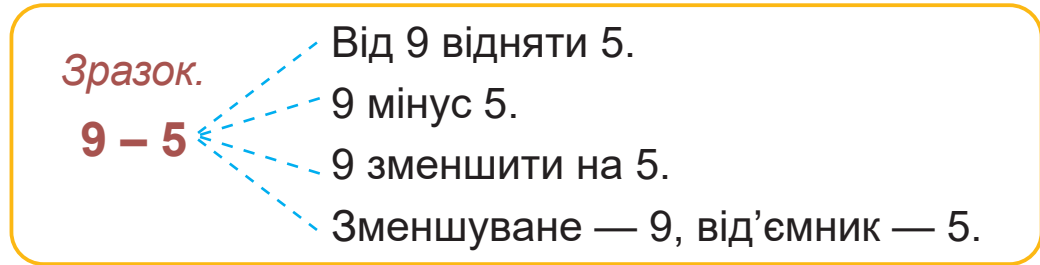 Зразок.
9 – 5
Від 9 відняти 5.
9 мінус 5.
9 зменшити на 5.
Зменшуване — 9, від’ємник — 5.